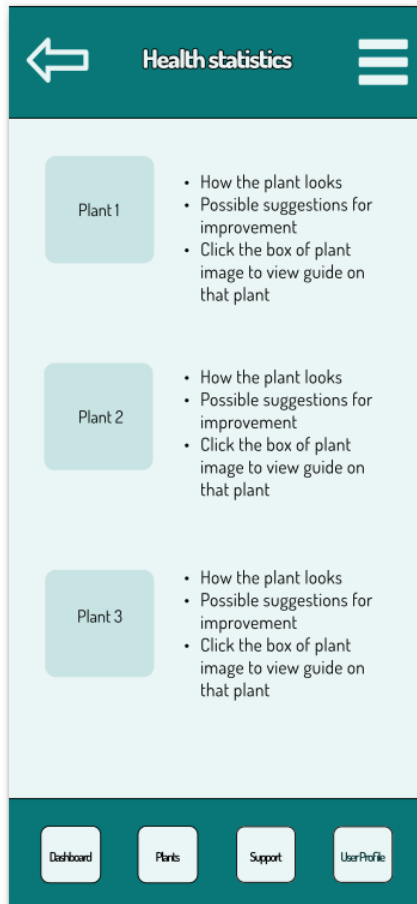 Health statistics
Plant 1
• How the plant looks
• Possible suggestions for
improvement
• Click the box of plant
image to view guide on
that plant
Plant 2
• How the plant looks
• Possible suggestions for
improvement
• Click the box of plant
image to view guide on
that plant
Plant 3
• How the plant looks
• Possible suggestions for
improvement
• Click the box of plant
image to view guide on
that plant
Dashboard
Plants
Support
User Profile